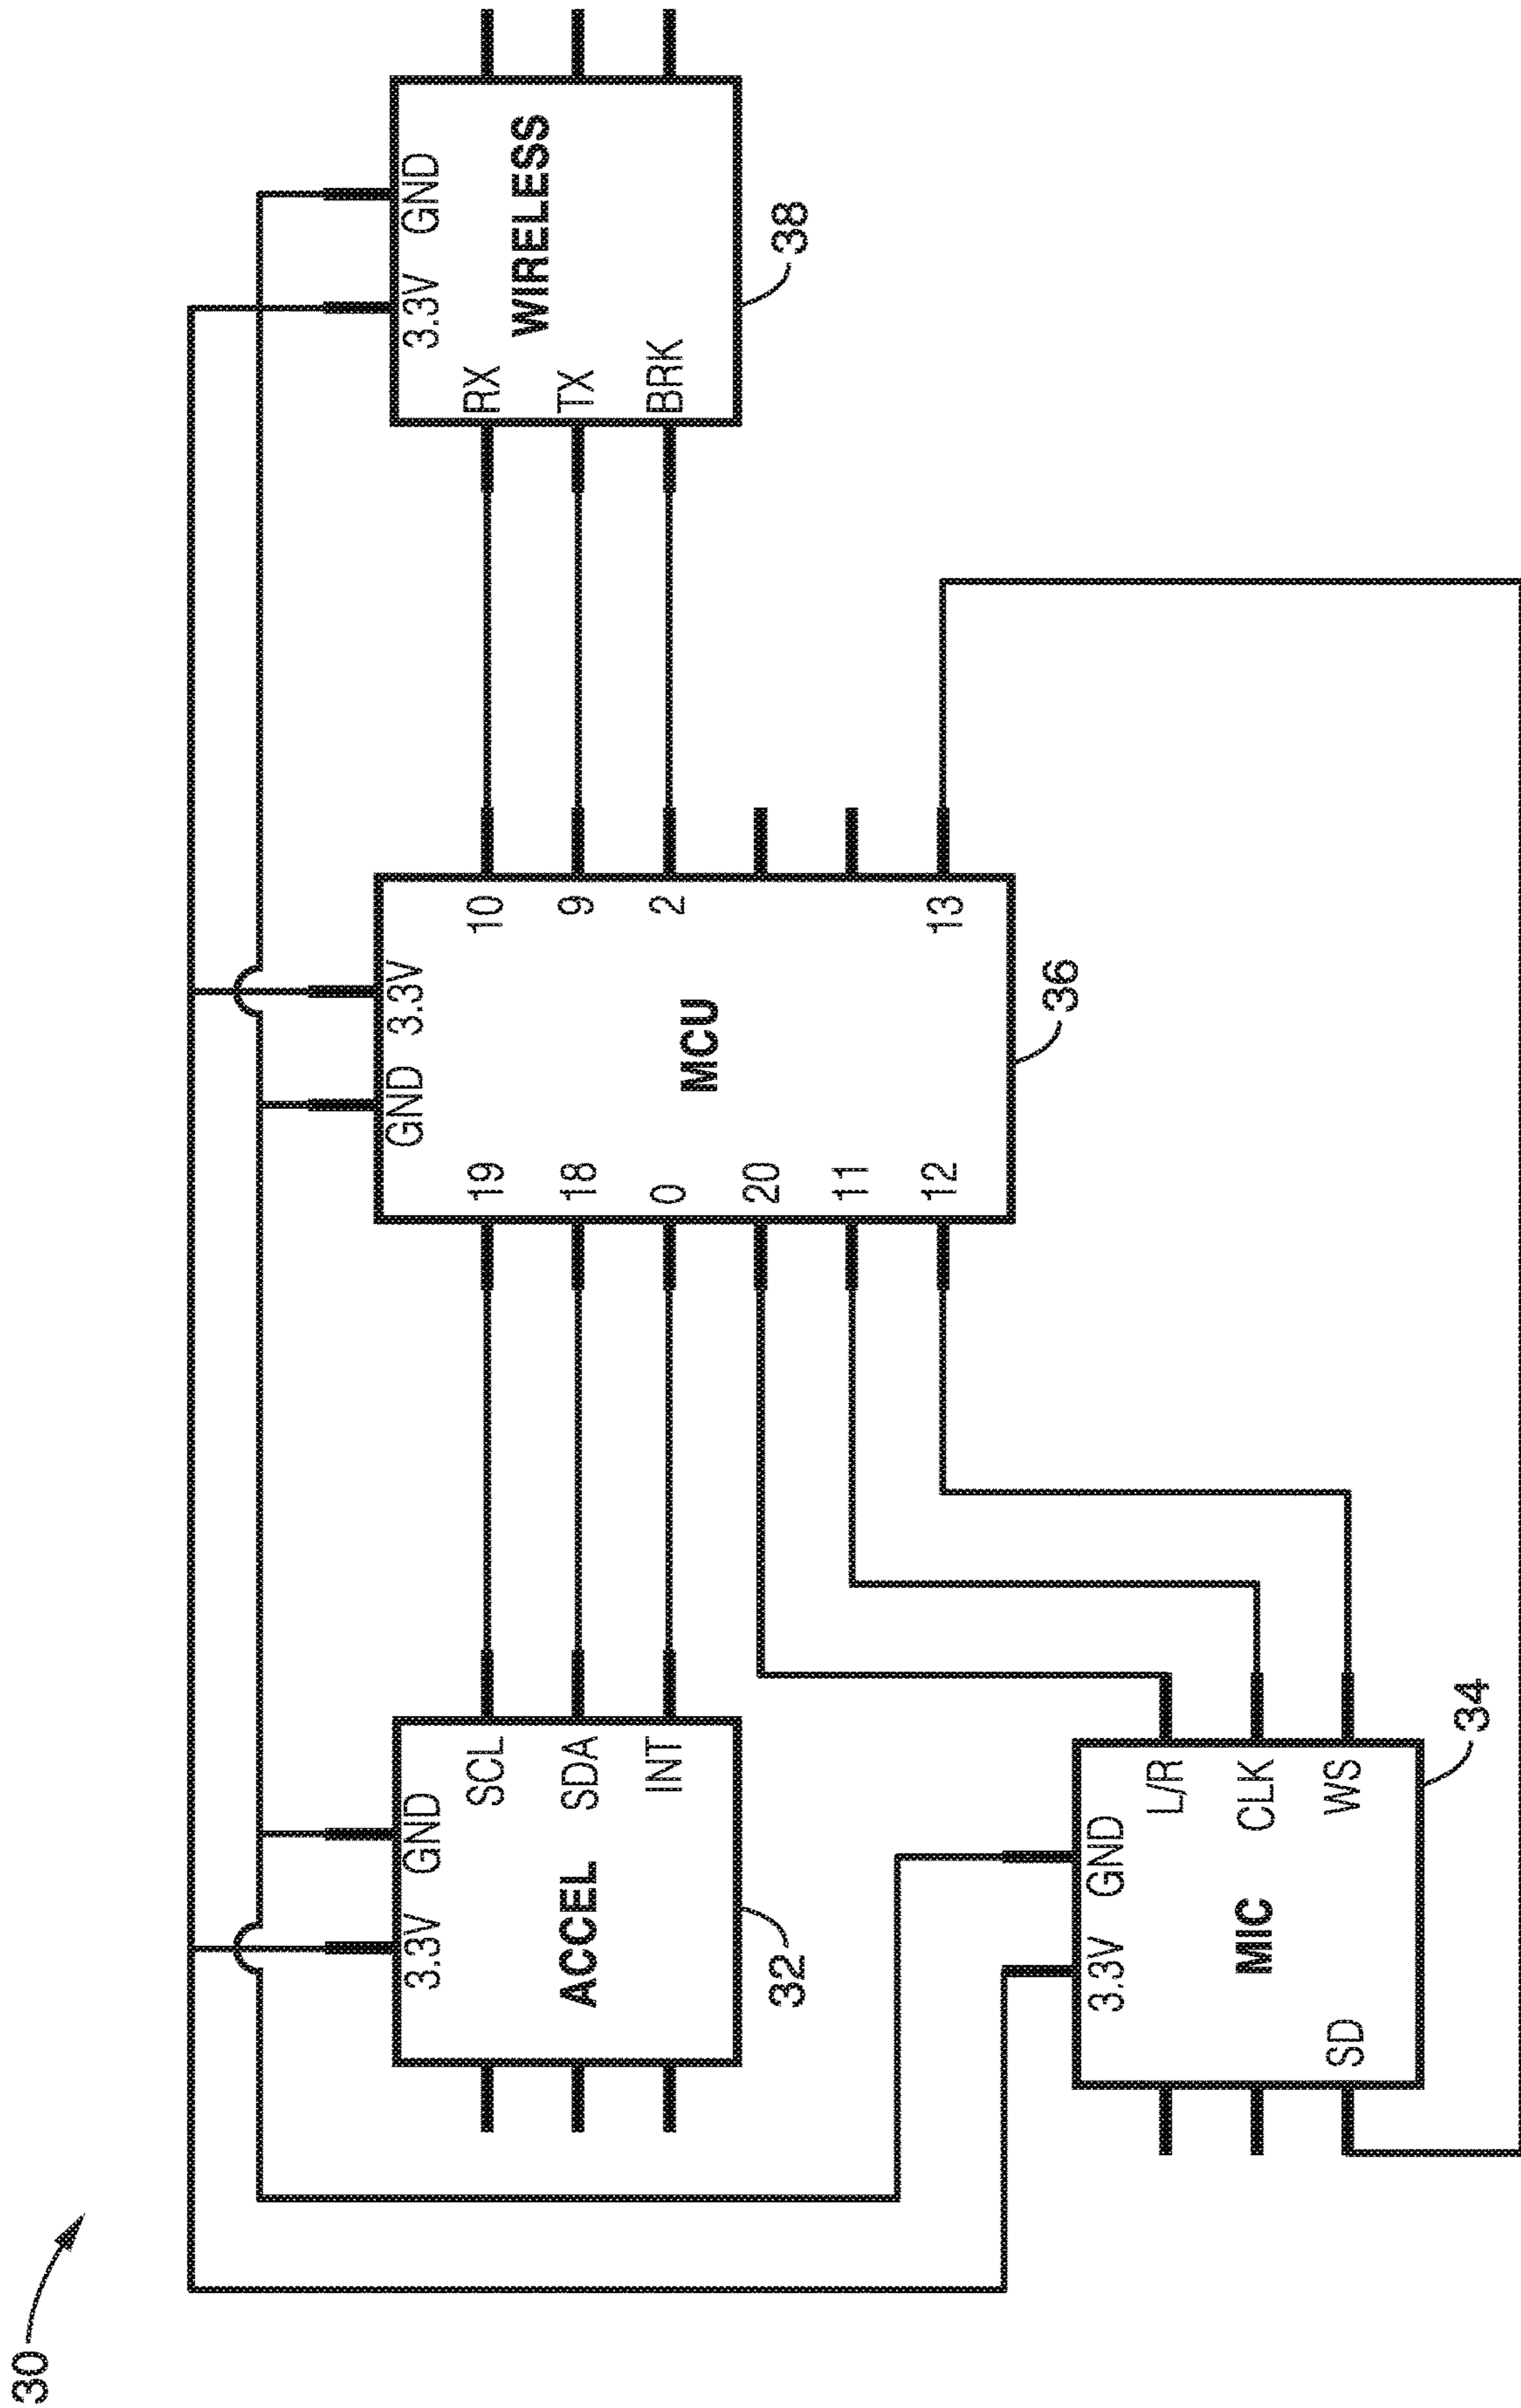 30
3.3V GND
ACCEL
SCL
SDA
INT
32
3.3V GND
MIC
L/R
CLK
WS
SD
34
GND 3.3V
MCU
19
18
0
20
11
12
10
9
2
13
36
3.3V GND
WIRELESS
RX
TX
BRK
38